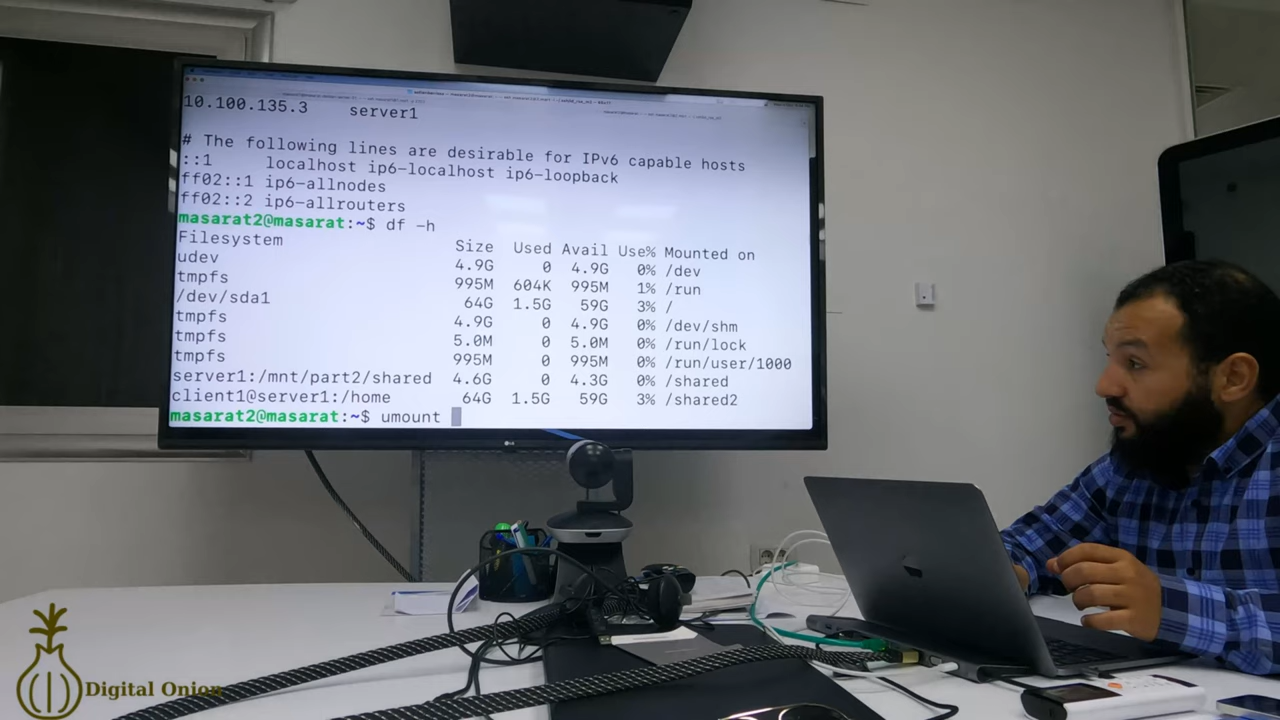 10.100.135.3 server1
# The following lines are desirable for IPv6 capable hosts
::1 localhost ip6-localhost ip6-loopback
ff02::1 ip6-allnodes
ff02::2 ip6-allrouters
masarat2@masarat:~$ df -h
Filesystem Size Used Avail Use% Mounted on
udev 4.9G 0 4.9G 0% /dev
tmpfs 995M 604K 995M 1% /run
/dev/sda1 64G 1.5G 59G 3% /
tmpfs 4.9G 0 4.9G 0% /dev/shm
tmpfs 5.0M 0 5.0M 0% /run/lock
tmpfs 995M 0 995M 0% /run/user/1000
server1:/mnt/part2/shared 4.6G 0 4.3G 0% /shared
client1@server1:/home 64G 1.5G 59G 3% /shared2
masarat2@masarat:~$ umount
LG
Digital Onion